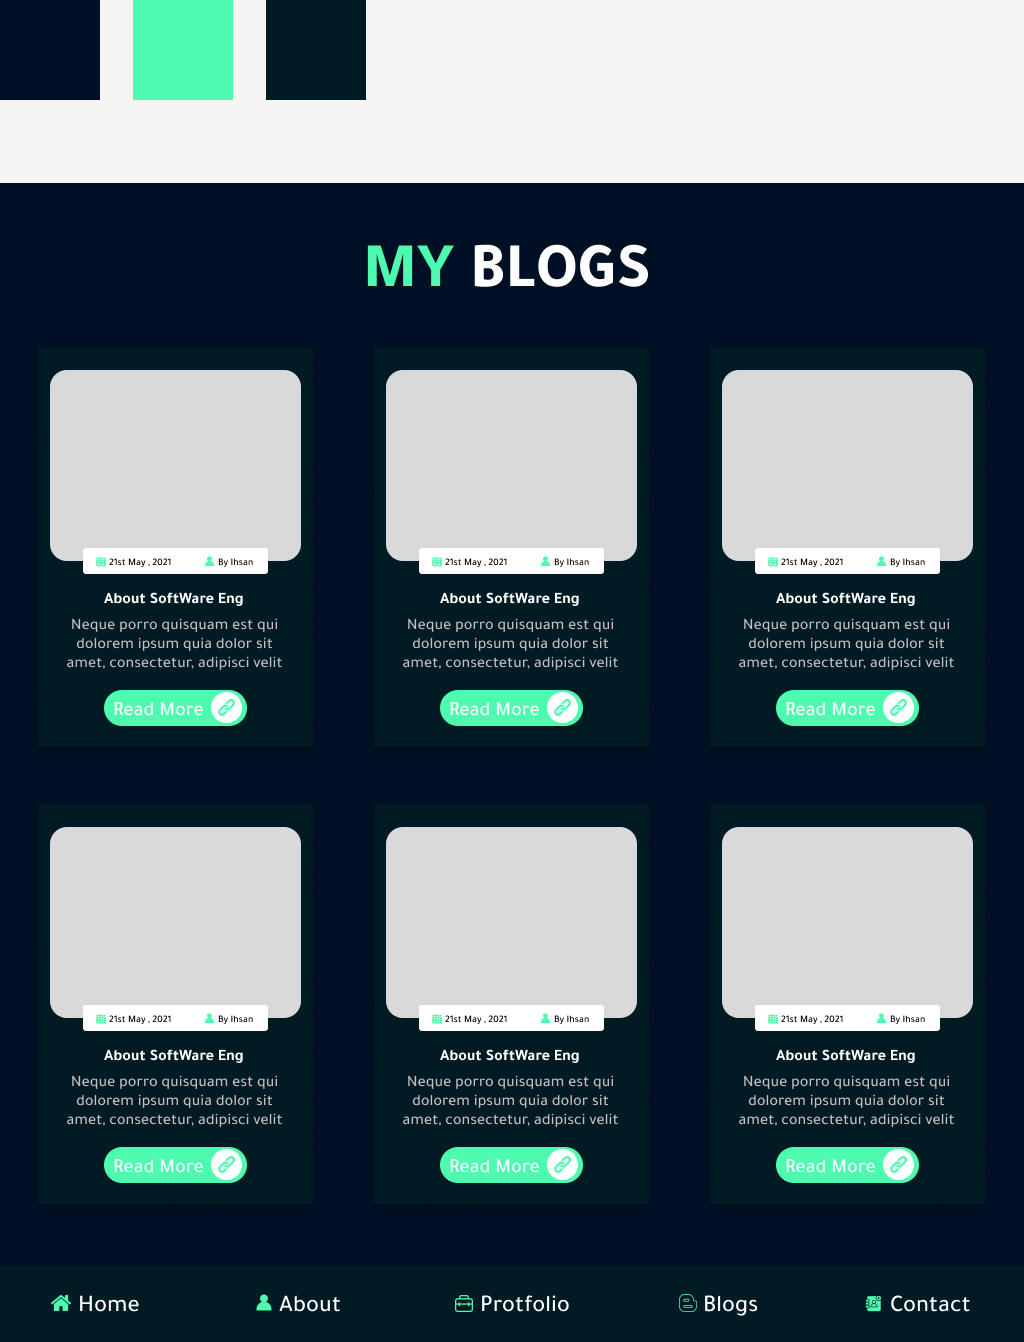 MY BLOGS
21st May , 2021 By Ihsan
About SoftWare Eng
Neque porro quisquam est qui
dolorem ipsum quia dolor sit
amet, consectetur, adipisci velit
Read More
21st May , 2021 By Ihsan
About SoftWare Eng
Neque porro quisquam est qui
dolorem ipsum quia dolor sit
amet, consectetur, adipisci velit
Read More
21st May , 2021 By Ihsan
About SoftWare Eng
Neque porro quisquam est qui
dolorem ipsum quia dolor sit
amet, consectetur, adipisci velit
Read More
21st May , 2021 By Ihsan
About SoftWare Eng
Neque porro quisquam est qui
dolorem ipsum quia dolor sit
amet, consectetur, adipisci velit
Read More
21st May , 2021 By Ihsan
About SoftWare Eng
Neque porro quisquam est qui
dolorem ipsum quia dolor sit
amet, consectetur, adipisci velit
Read More
21st May , 2021 By Ihsan
About SoftWare Eng
Neque porro quisquam est qui
dolorem ipsum quia dolor sit
amet, consectetur, adipisci velit
Read More
Home About Protfolio Blogs Contact